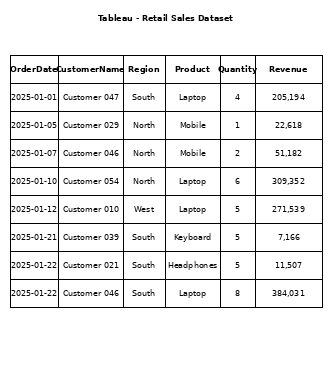 Tableau - Retail Sales Dataset
OrderDate CustomerName Region Product Quantity Revenue
2025-01-01 Customer 047 South Laptop 4 205,194
2025-01-05 Customer 029 North Mobile 1 22,618
2025-01-07 Customer 046 North Mobile 2 51,182
2025-01-10 Customer 054 North Laptop 6 309,352
2025-01-12 Customer 010 West Laptop 5 271,539
2025-01-21 Customer 039 South Keyboard 5 7,166
2025-01-22 Customer 021 South Headphones 5 11,507
2025-01-22 Customer 046 South Laptop 8 384,031